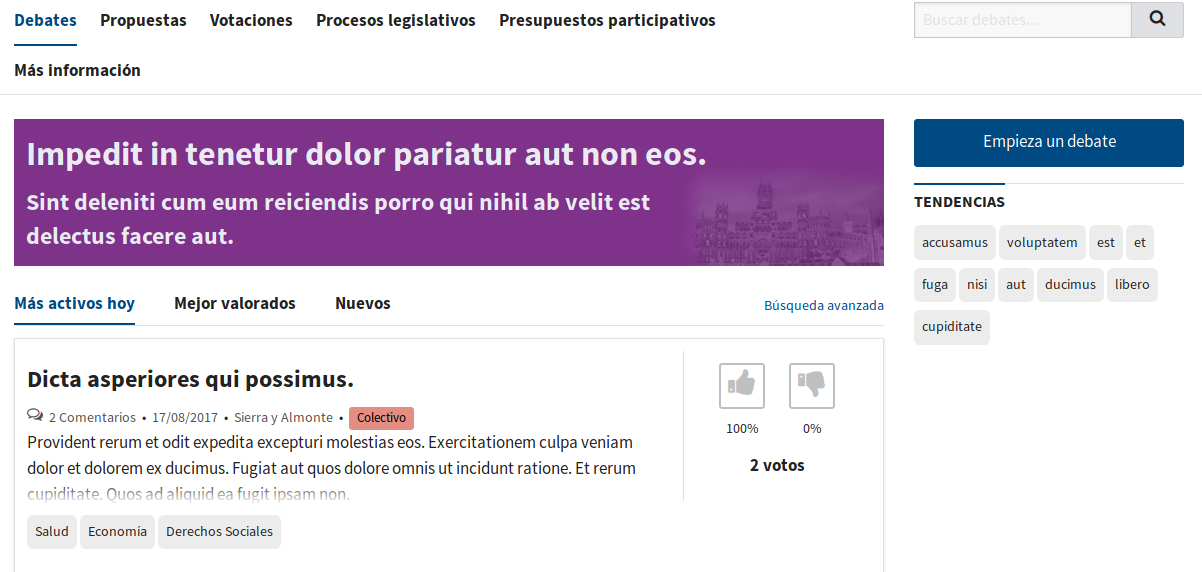 Debates Propuestas Votaciones Procesos legislativos Presupuestos participativos
Buscar debates...
Más información
Impedit in tenetur dolor pariatur aut non eos.
Sint deleniti cum eum reiciendis porro qui nihil ab velit est
delectus facere aut.
Empieza un debate
TENDENCIAS
accusamus voluptatem est et
fuga nisi aut ducimus libero
cupiditate
Más activos hoy Mejor valorados Nuevos Búsqueda avanzada
Dicta asperiores qui possimus.
2 Comentarios • 17/08/2017 • Sierra y Almonte • Colectivo
Provident rerum et odit expedita excepturi molestias eos. Exercitationem culpa veniam
dolor et dolorem ex ducimus. Fugiat aut quos dolore omnis ut incidunt ratione. Et rerum
cupiditate. Quos ad aliquid ea fugit ipsam non.
Salud Economía Derechos Sociales
100% 0%
2 votos